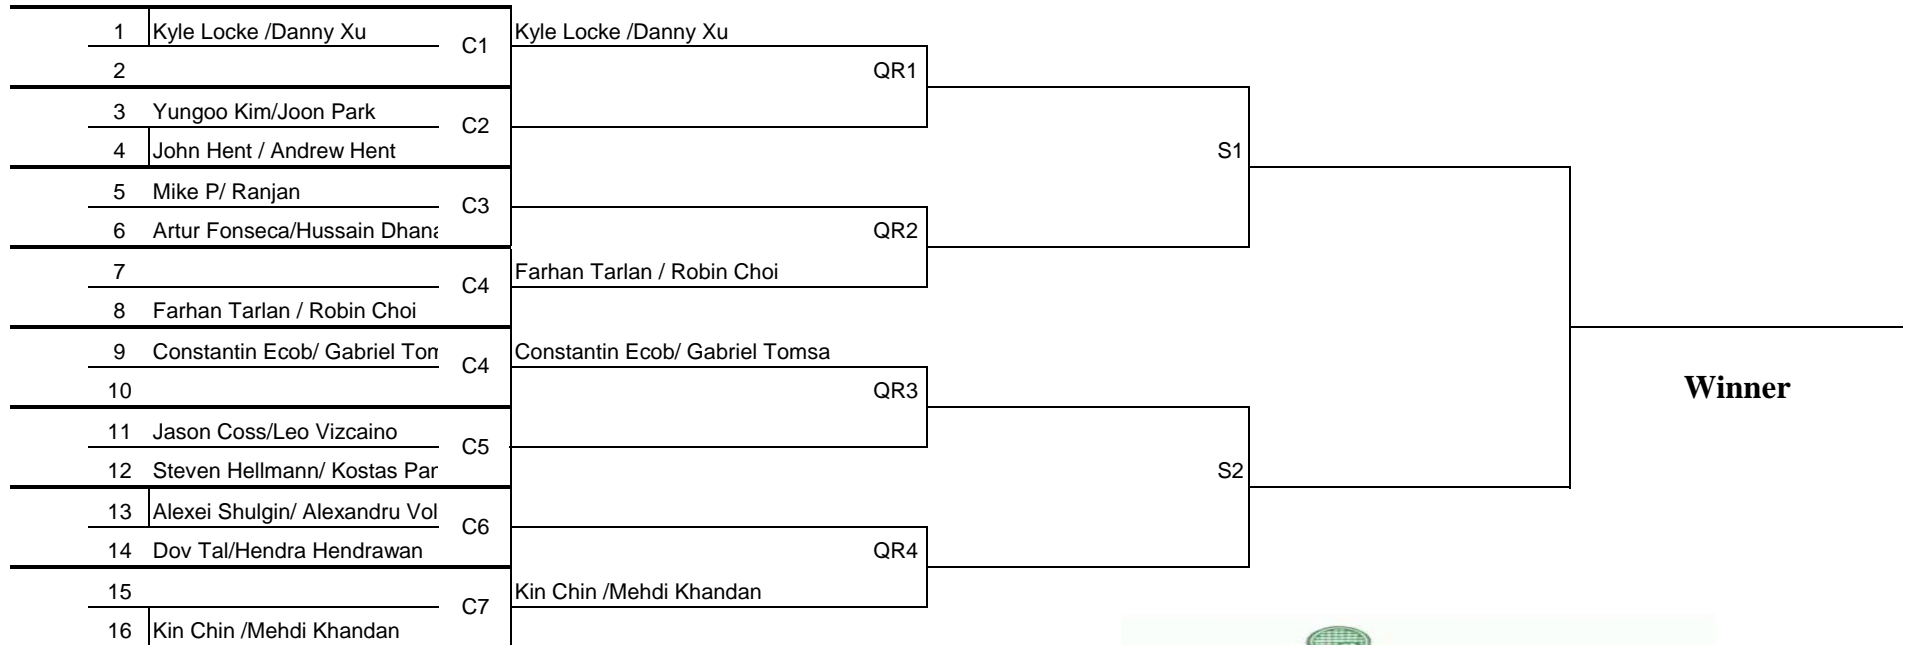 1 Kyle Locke /Danny Xu C1 Kyle Locke /Danny Xu
2 QR1
3 Yungoo Kim/Joon Park C2
4 John Hent / Andrew Hent S1
5 Mike P/ Ranjan C3
6 Artur Fonseca/Hussain Dhana QR2
7 C4 Farhan Tarlan / Robin Choi
8 Farhan Tarlan / Robin Choi
9 Constantin Ecob/ Gabriel Tom C4 Constantin Ecob/ Gabriel Tomsa
10 QR3 Winner
11 Jason Coss/Leo Vizcaino C5
12 Steven Hellmann/ Kostas Pan S2
13 Alexei Shulgin/ Alexandru Vol C6
14 Dov Tal/Hendra Hendrawan QR4
15 C7 Kin Chin /Mehdi Khandan
16 Kin Chin /Mehdi Khandan